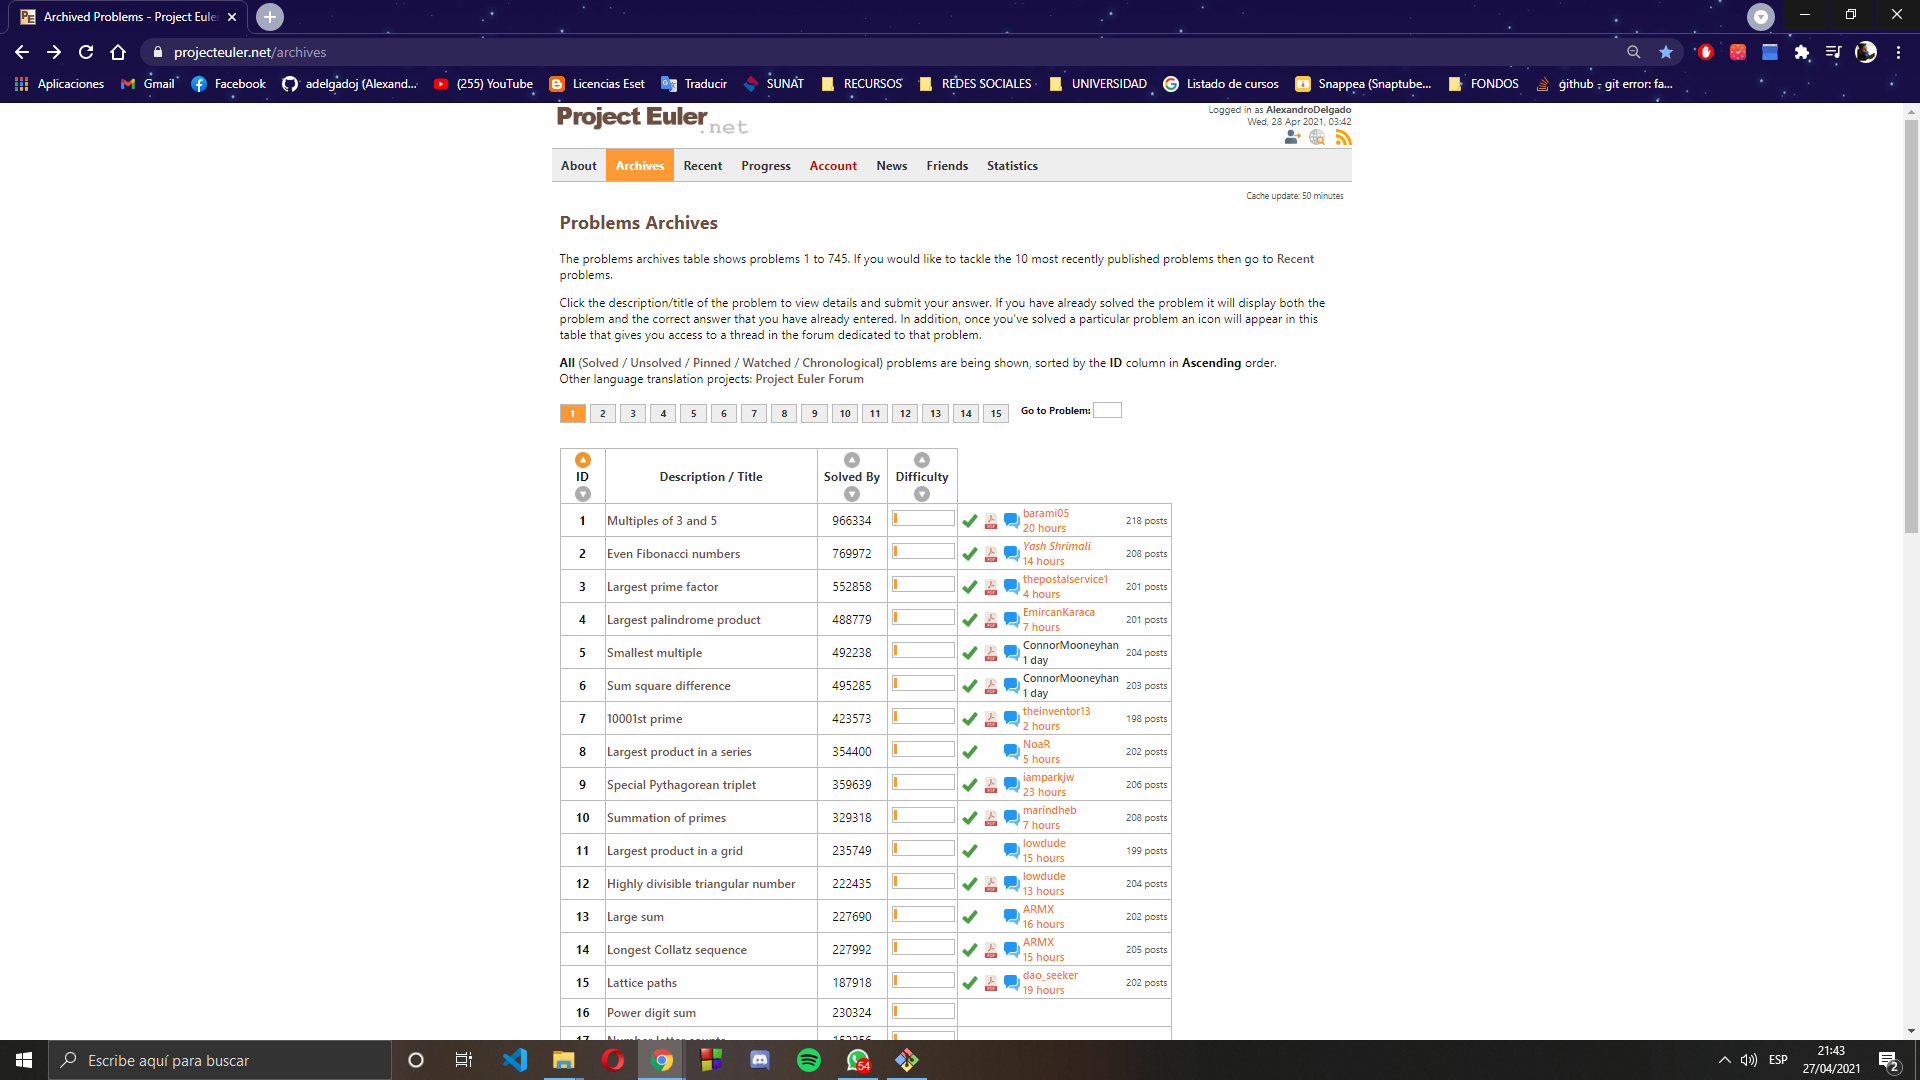 Archived Problems - Project Euler
projecteuler.net/archives
Aplicaciones
Gmail
Facebook
adelgadoj (Alexand...
(255) YouTube
Licencias Eset
Traducir
SUNAT
RECURSOS
REDES SOCIALES
UNIVERSIDAD
Listado de cursos
Snappea (Snaptube...
FONDOS
github - git error: fa...
Project Euler.net
Logged in as AlexandroDelgado
Wed, 28 Apr 2021, 03:42
About Archives Recent Progress Account News Friends Statistics
Cache update: 50 minutes
Problems Archives
The problems archives table shows problems 1 to 745. If you would like to tackle the 10 most recently published problems then go to Recent
problems.
Click the description/title of the problem to view details and submit your answer. If you have already solved the problem it will display both the
problem and the correct answer that you have already entered. In addition, once you've solved a particular problem an icon will appear in this
table that gives you access to a thread in the forum dedicated to that problem.
All (Solved / Unsolved / Pinned / Watched / Chronological) problems are being shown, sorted by the ID column in Ascending order.
Other language translation projects: Project Euler Forum
1 2 3 4 5 6 7 8 9 10 11 12 13 14 15 Go to Problem:
ID Description / Title Solved By Difficulty
1 Multiples of 3 and 5 966334 barami05 20 hours 218 posts
2 Even Fibonacci numbers 769972 Yash Shrimali 14 hours 208 posts
3 Largest prime factor 552858 thepostalservice1 4 hours 201 posts
4 Largest palindrome product 488779 EmircanKaraca 7 hours 201 posts
5 Smallest multiple 492238 ConnorMooneyhan 1 day 204 posts
6 Sum square difference 495285 ConnorMooneyhan 1 day 203 posts
7 10001st prime 423573 theinventor13 2 hours 198 posts
8 Largest product in a series 354400 NoaR 5 hours 202 posts
9 Special Pythagorean triplet 359639 iamparkjw 23 hours 206 posts
10 Summation of primes 329318 marindheb 7 hours 208 posts
11 Largest product in a grid 235749 lowdude 15 hours 199 posts
12 Highly divisible triangular number 222435 lowdude 13 hours 204 posts
13 Large sum 227690 ARMX 16 hours 202 posts
14 Longest Collatz sequence 227992 ARMX 15 hours 205 posts
15 Lattice paths 187918 dao_seeker 19 hours 202 posts
16 Power digit sum 230324
Escribe aquí para buscar
54
ESP
21:43
27/04/2021
2